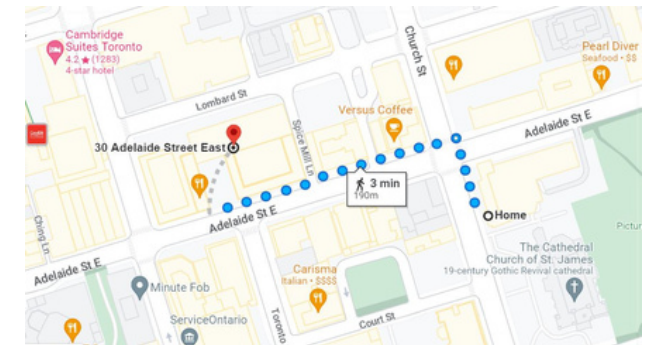 Cambridge
Suites Toronto
4.2 ★ (1283)
4-star hotel
Church St
Pearl Diver
Seafood • $$
Lombard St
Versus Coffee
Adelaide St E
30 Adelaide Street East
Spice Mill Ln
3 min
190m
Home
Adelaide St E
Ching Ln
Pictur
The Cathedral
Church of St. James
19-century Gothic Revival cathedral
Adelaide St E
Carisma
Italian • $$$$
Minute Fob
ServiceOntario
Toronto
Court St